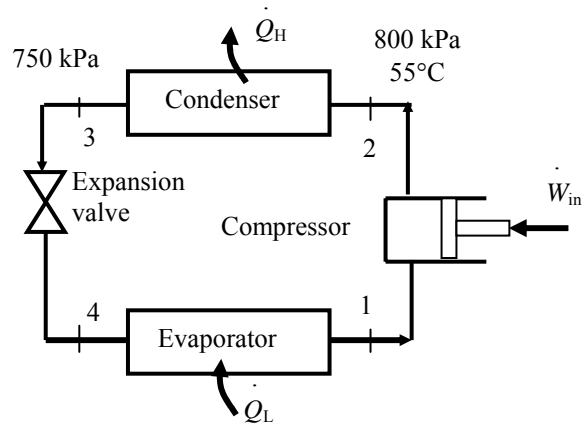 Q̇H
800 kPa
55°C
750 kPa
Condenser
3
2
Expansion
valve
Ẇin
Compressor
4
1
Evaporator
Q̇L